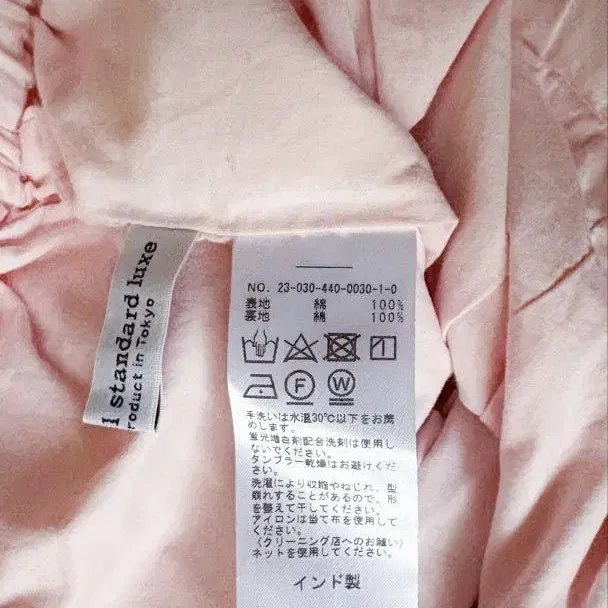 l standard luxe
roduct in Tokyo
NO. 23-030-440-0030-1-0
表地 綿 100%
裏地 綿 100%
F
W
手洗いは水温30℃以下をお薦
めします。
蛍光増白剤配合洗剤は使用し
ないでください。
タンブラー乾燥はお避けくだ
さい。
洗濯により収縮やねじれ、型
崩れすることがあるので、形
を整えて干してください。
アイロンは当て布を使用して
ください。
〈クリーニング店へのお願い〉
ネットを使用してください。
インド製